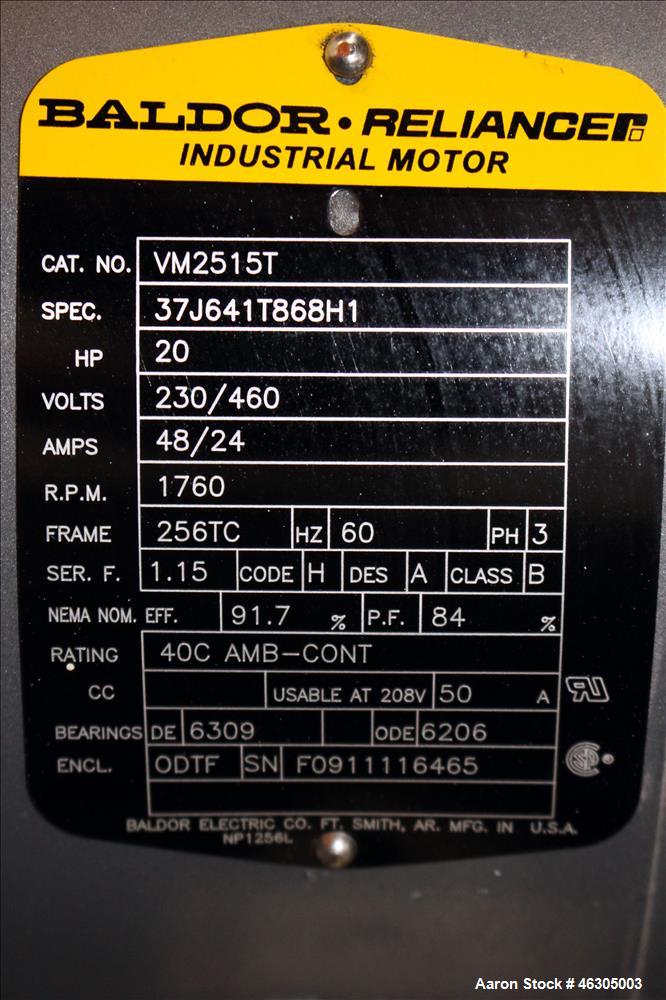 BALDOR • RELIANCER
INDUSTRIAL MOTOR
CAT. NO. VM2515T
SPEC. 37J641T868H1
HP 20
VOLTS 230/460
AMPS 48/24
R.P.M. 1760
FRAME 256TC HZ 60 PH 3
SER. F. 1.15 CODE H DES A CLASS B
NEMA NOM. EFF. 91.7 % P.F. 84 %
RATING 40C AMB-CONT
CC USABLE AT 208V 50 A
BEARINGS DE 6309 ODE 6206
ENCL. ODTF SN F0911116465
BALDOR ELECTRIC CO. FT. SMITH, AR. MFG. IN U.S.A.
NP1256L
Aaron Stock # 46305003